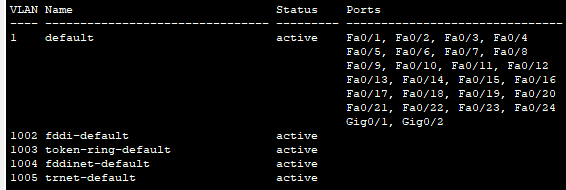 VLAN Name                             Status    Ports
---- -------------------------------- --------- -------------------------------
1    default                          active    Fa0/1, Fa0/2, Fa0/3, Fa0/4
                                                Fa0/5, Fa0/6, Fa0/7, Fa0/8
                                                Fa0/9, Fa0/10, Fa0/11, Fa0/12
                                                Fa0/13, Fa0/14, Fa0/15, Fa0/16
                                                Fa0/17, Fa0/18, Fa0/19, Fa0/20
                                                Fa0/21, Fa0/22, Fa0/23, Fa0/24
                                                Gig0/1, Gig0/2
1002 fddi-default                     active
1003 token-ring-default               active
1004 fddinet-default                  active
1005 trnet-default                    active